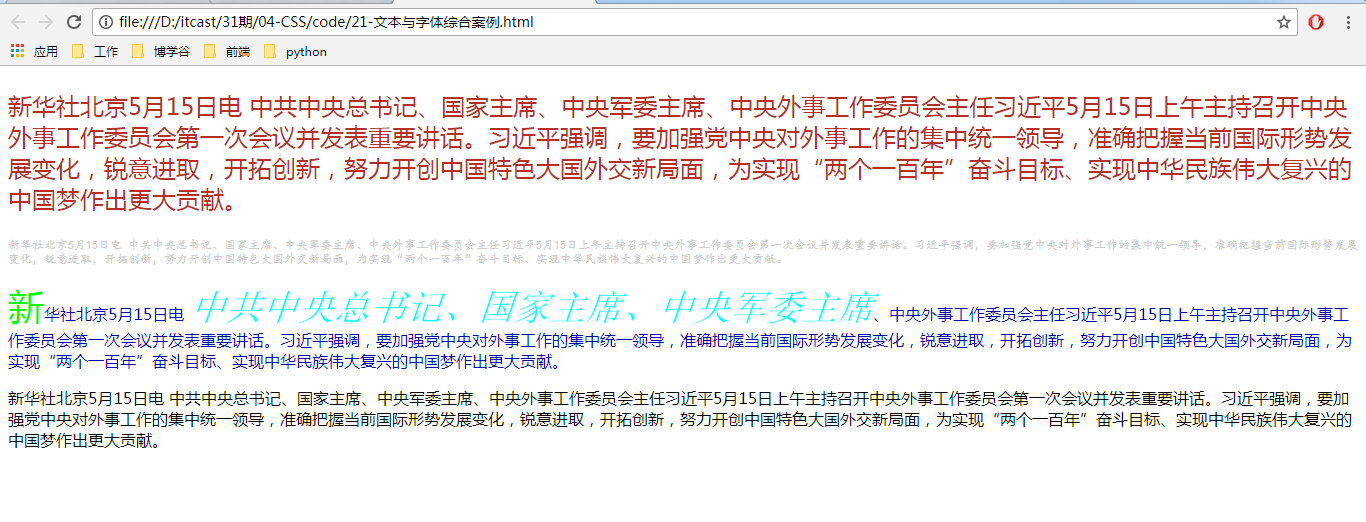 file:///D:/itcast/31期/04-CSS/code/21-文本与字体综合案例.html
应用 工作 博学谷 前端 python
新华社北京5月15日电 中共中央总书记、国家主席、中央军委主席、中央外事工作委员会主任习近平5月15日上午主持召开中央
外事工作委员会第一次会议并发表重要讲话。习近平强调，要加强党中央对外事工作的集中统一领导，准确把握当前国际形势发
展变化，锐意进取，开拓创新，努力开创中国特色大国外交新局面，为实现“两个一百年”奋斗目标、实现中华民族伟大复兴的
中国梦作出更大贡献。
新华社北京5月15日电 中共中央总书记、国家主席、中央军委主席、中央外事工作委员会主任习近平5月15日上午主持召开中央外事工作委员会第一次会议并发表重要讲话。习近平强调，要加强党中央对外事工作的集中统一领导，准确把握当前国际形势发展
变化，锐意进取，开拓创新，努力开创中国特色大国外交新局面，为实现“两个一百年”奋斗目标、实现中华民族伟大复兴的中国梦作出更大贡献。
新华社北京5月15日电 中共中央总书记、国家主席、中央军委主席、中央外事工作委员会主任习近平5月15日上午主持召开中央外事工
作委员会第一次会议并发表重要讲话。习近平强调，要加强党中央对外事工作的集中统一领导，准确把握当前国际形势发展变化，锐意进取，开拓创新，努力开创中国特色大国外交新局面，为
实现“两个一百年”奋斗目标、实现中华民族伟大复兴的中国梦作出更大贡献。
新华社北京5月15日电 中共中央总书记、国家主席、中央军委主席、中央外事工作委员会主任习近平5月15日上午主持召开中央外事工作委员会第一次会议并发表重要讲话。习近平强调，要加
强党中央对外事工作的集中统一领导，准确把握当前国际形势发展变化，锐意进取，开拓创新，努力开创中国特色大国外交新局面，为实现“两个一百年”奋斗目标、实现中华民族伟大复兴的
中国梦作出更大贡献。